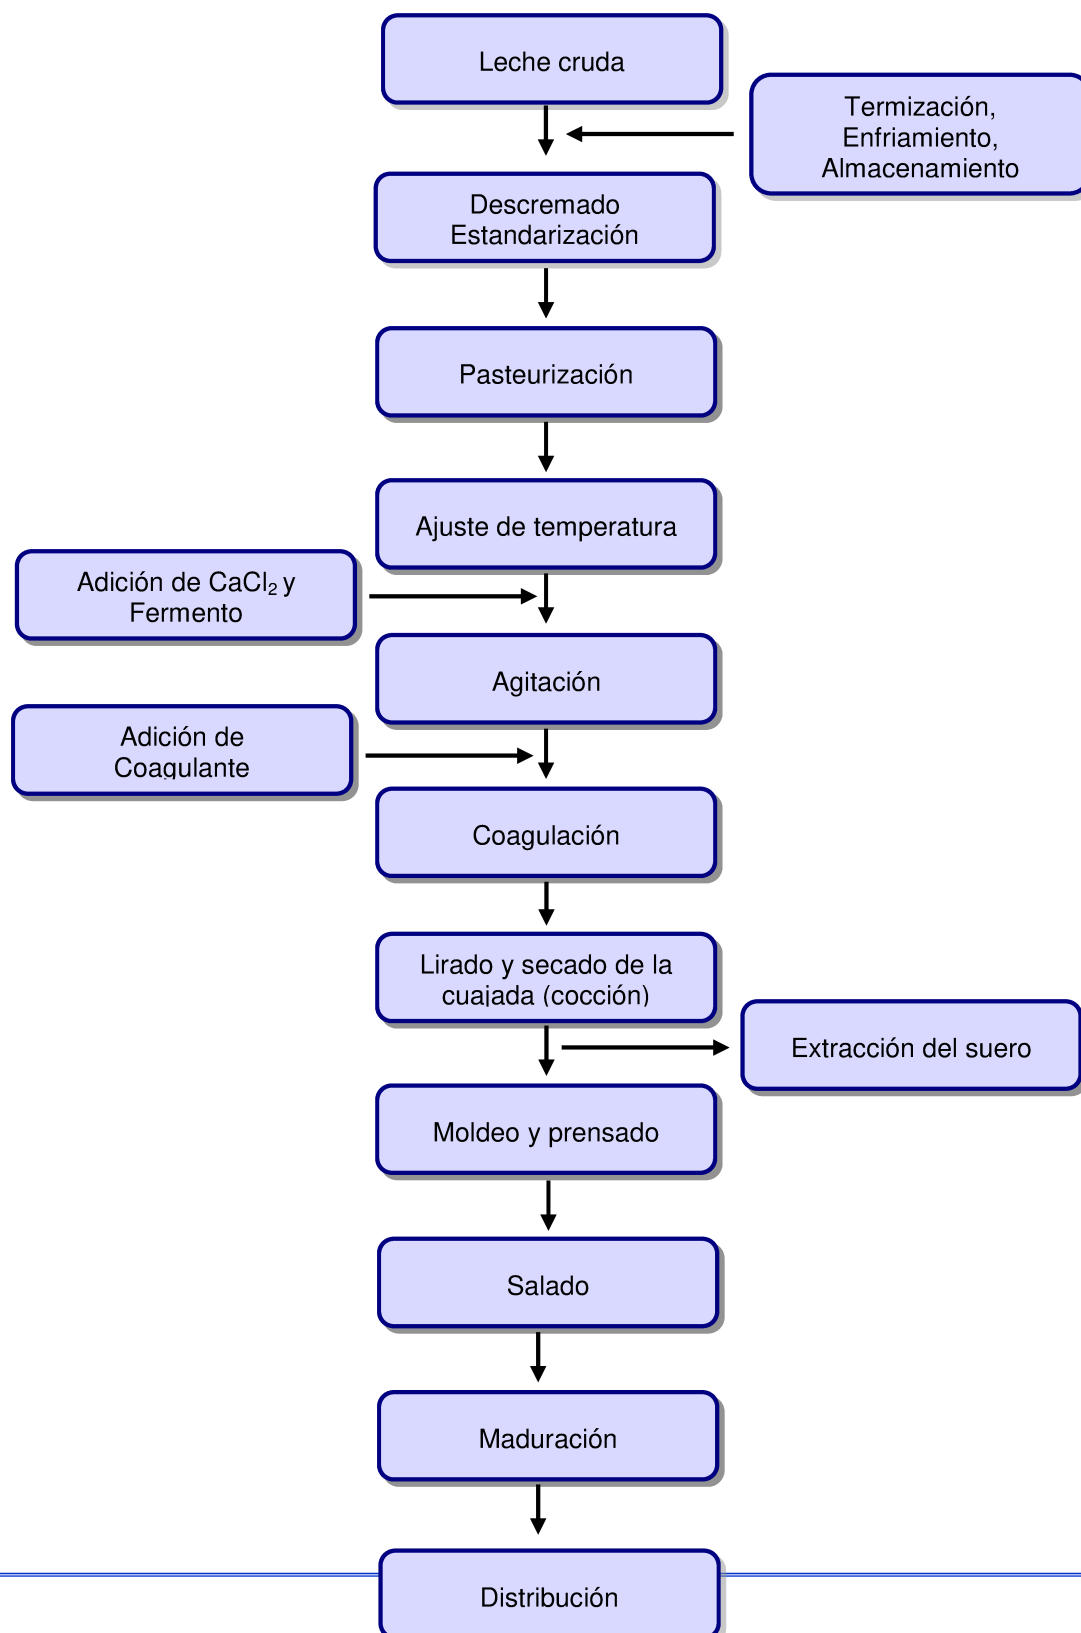 Leche cruda
Termización,
Enfriamiento,
Almacenamiento
Descremado
Estandarización
Pasteurización
Ajuste de temperatura
Adición de CaCl₂ y
Fermento
Agitación
Adición de
Coagulante
Coagulación
Lirado y secado de la
cuajada (cocción)
Extracción del suero
Moldeo y prensado
Salado
Maduración
Distribución